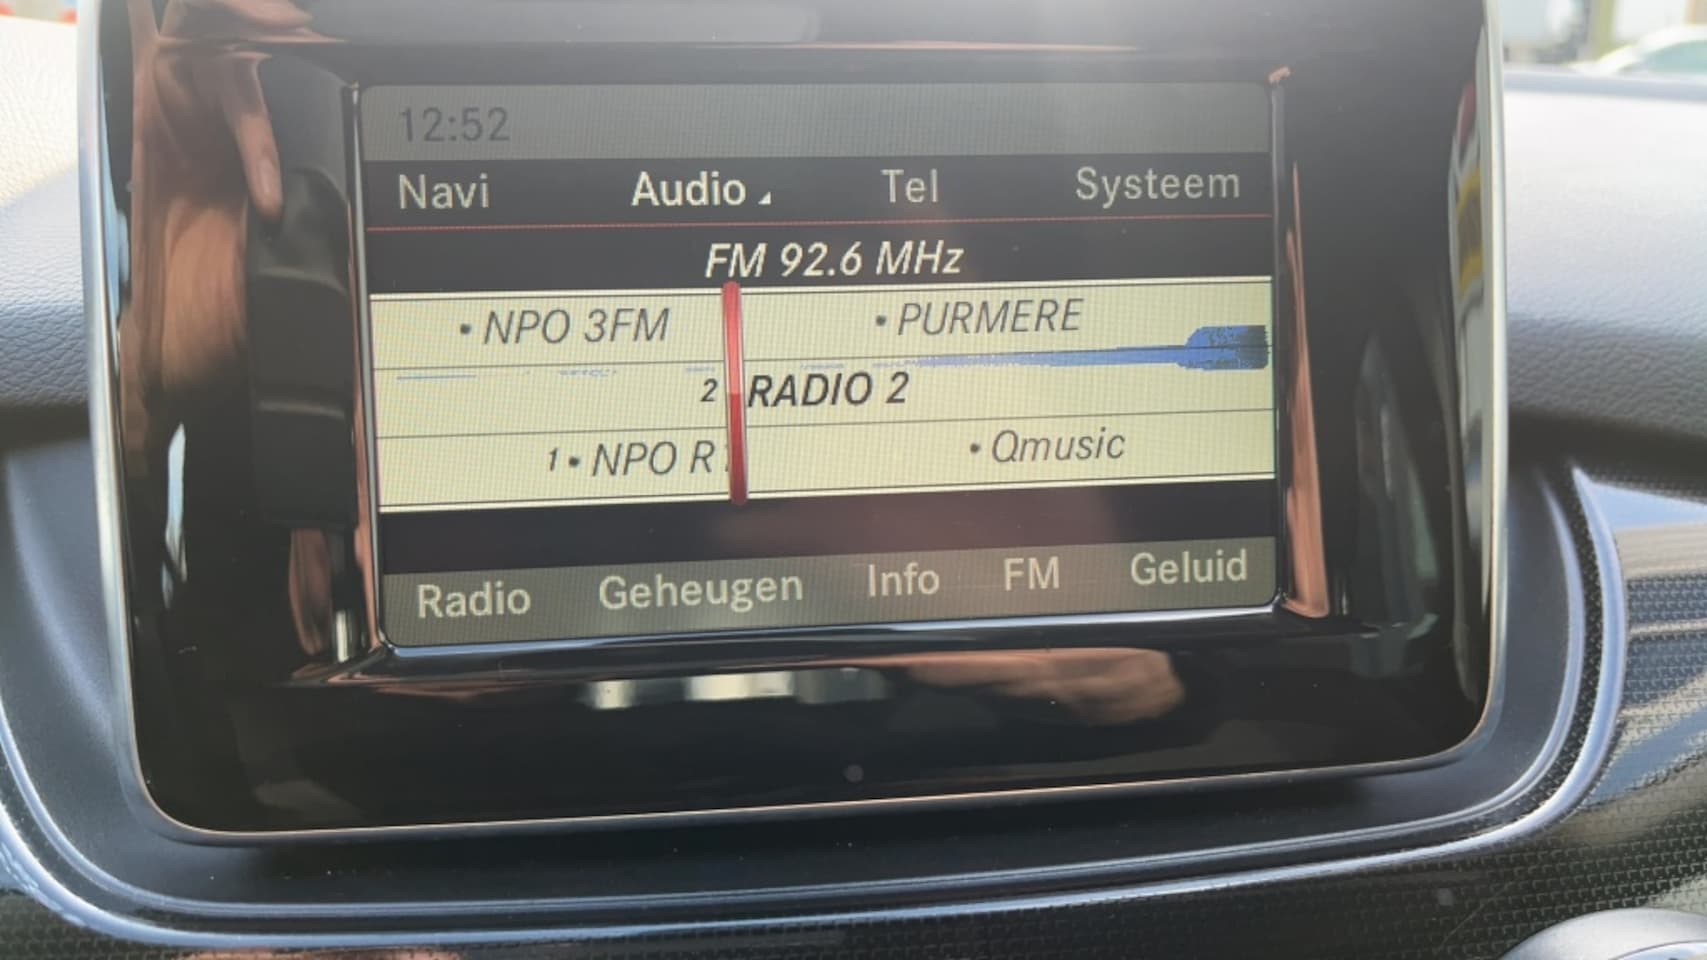 12:52
Navi Audio Tel Systeem
FM 92.6 MHz
• NPO 3FM • PURMERE
2 RADIO 2
1 • NPO R • Qmusic
Radio Geheugen Info FM Geluid